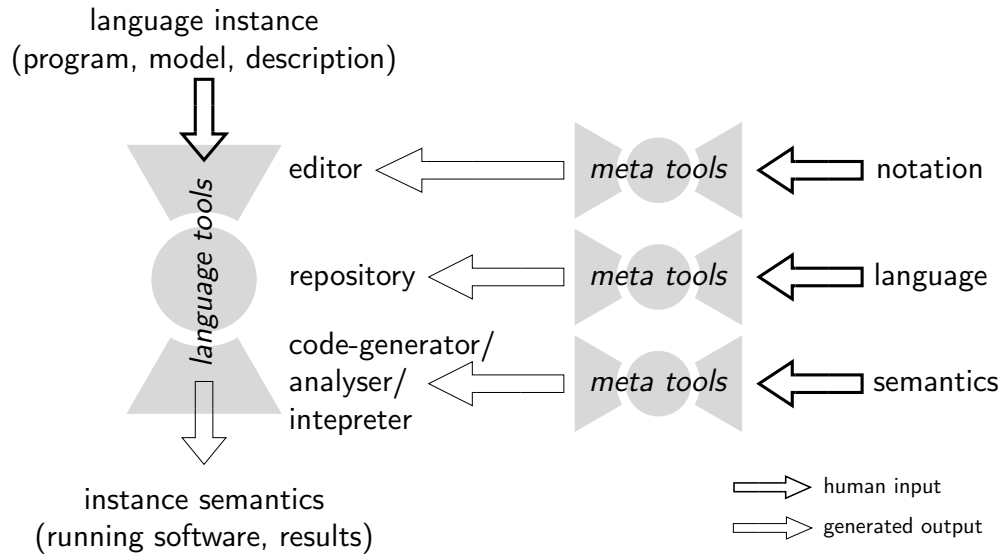 language instance
(program, model, description)
editor
meta tools
notation
language tools
repository
meta tools
language
code-generator/
analyser/
intepreter
meta tools
semantics
instance semantics
(running software, results)
human input
generated output